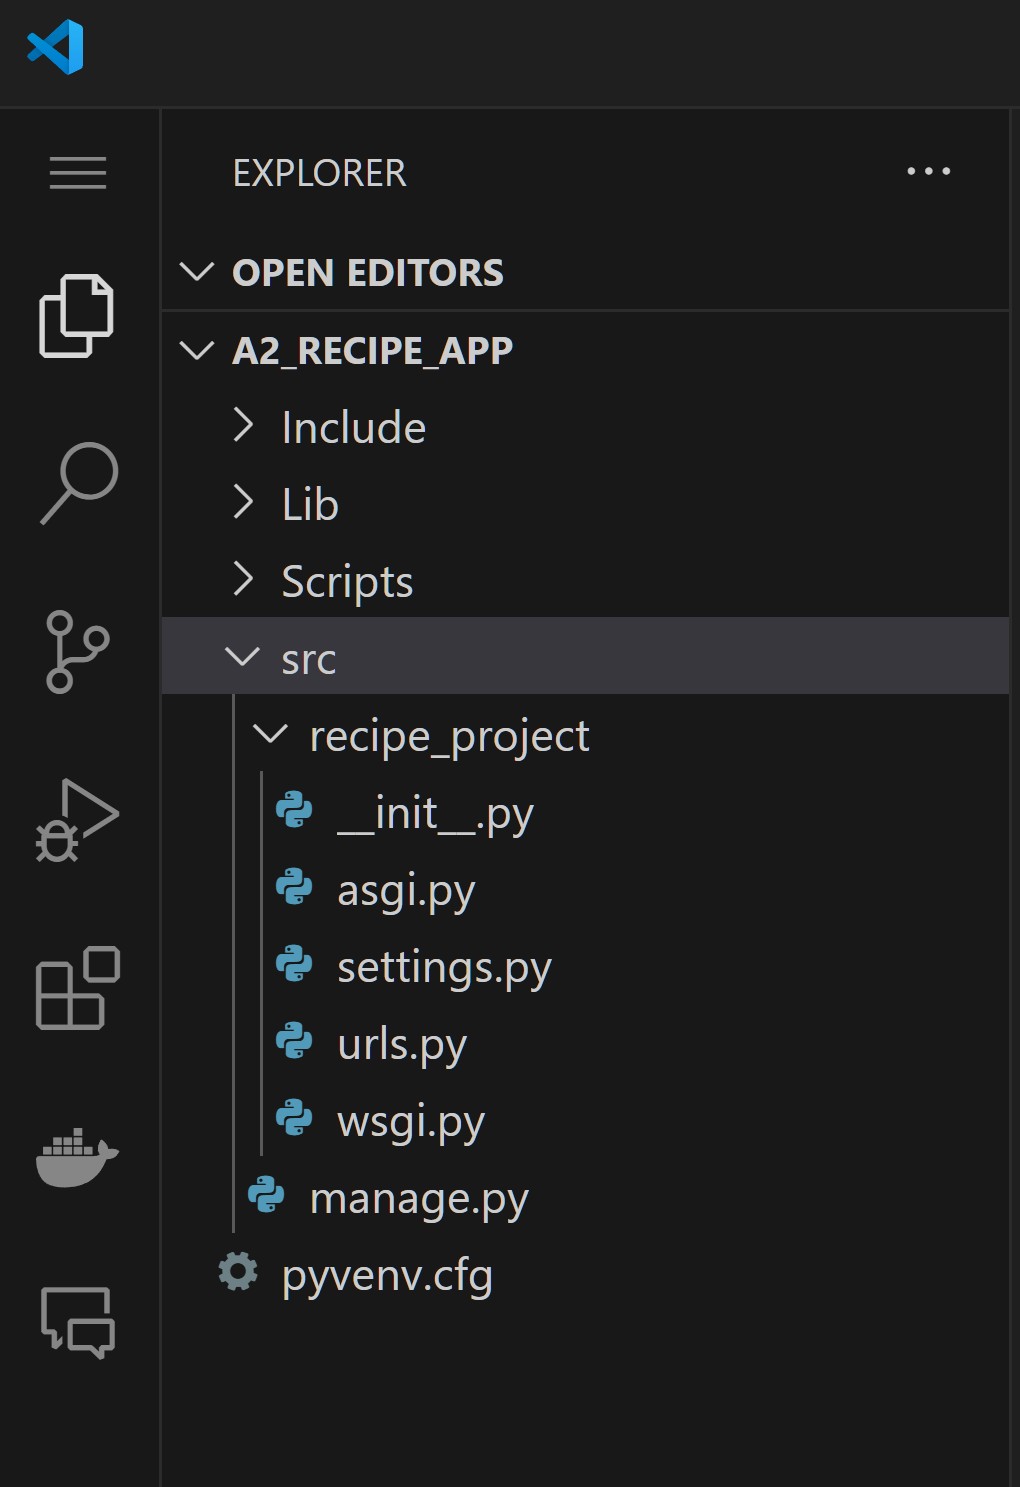 EXPLORER
OPEN EDITORS
A2_RECIPE_APP
Include
Lib
Scripts
src
recipe_project
__init__.py
asgi.py
settings.py
urls.py
wsgi.py
manage.py
pyvenv.cfg